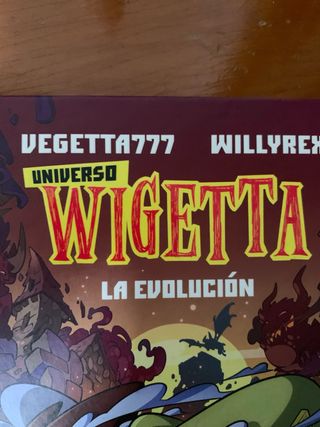 VEGETTA777 WILLYREX
UNIVERSO
WIGETTA
LA EVOLUCIÓN